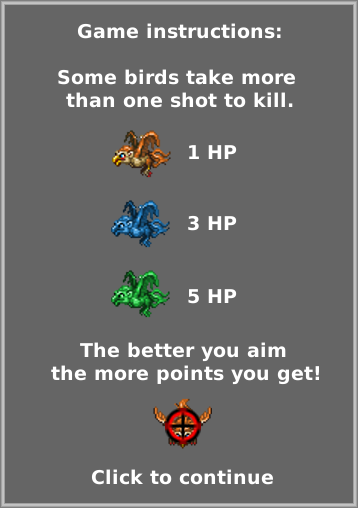 Game instructions:
Some birds take more
than one shot to kill.
1 HP
3 HP
5 HP
The better you aim
the more points you get!
Click to continue